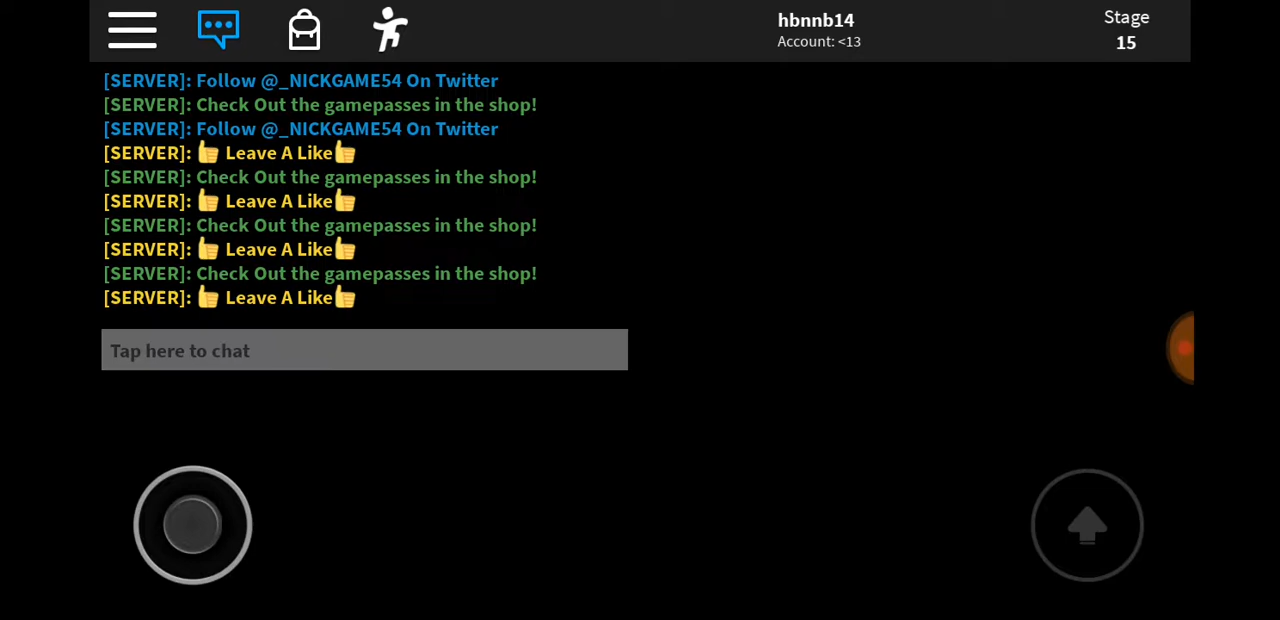 hbnnb14
Account: <13
Stage
15
[SERVER]: Follow @_NICKGAME54 On Twitter
[SERVER]: Check Out the gamepasses in the shop!
[SERVER]: Follow @_NICKGAME54 On Twitter
[SERVER]: 👍 Leave A Like👍
[SERVER]: Check Out the gamepasses in the shop!
[SERVER]: 👍 Leave A Like👍
[SERVER]: Check Out the gamepasses in the shop!
[SERVER]: 👍 Leave A Like👍
[SERVER]: Check Out the gamepasses in the shop!
[SERVER]: 👍 Leave A Like👍
Tap here to chat